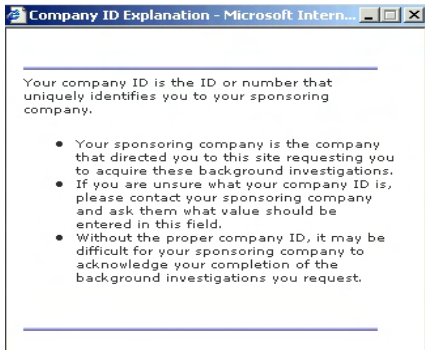 Company ID Explanation - Microsoft Intern...
Your company ID is the ID or number that
uniquely identifies you to your sponsoring
company.
• Your sponsoring company is the company
that directed you to this site requesting you
to acquire these background investigations.
• If you are unsure what your company ID is,
please contact your sponsoring company
and ask them what value should be
entered in this field.
• Without the proper company ID, it may be
difficult for your sponsoring company to
acknowledge your completion of the
background investigations you request.